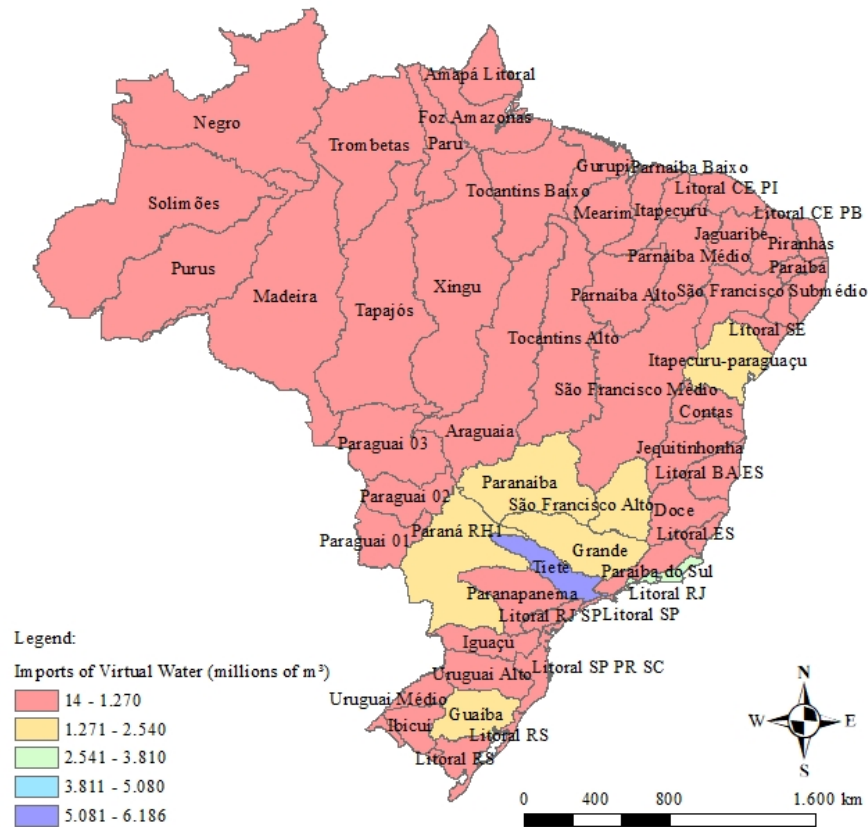 Amapá Litoral
Negro
Trombetas
Foz Amazonas
Paru
Gurupi
Parnaiba Baixo
Solimões
Tocantins Baixo
Litoral CE PI
Mearim
Itapecuru
Litoral CE PB
Jaguaribe
Piranhas
Purus
Parnaiba Médio
Paraiba
Madeira
Tapajós
Xingu
Parnaiba Alto
São Francisco Submédio
Tocantins Alto
Litoral SE
Itapecuru-paraguaçu
São Francisco Médio
Contas
Paraguai 03
Araguaia
Jequitinhonha
Litoral BA ES
Paranaiba
Paraguai 02
São Francisco Alto
Doce
Paraguai 01
Paraná RH1
Litoral ES
Grande
Tiete
Paraiba do Sul
Paranapanema
Litoral RJ
Litoral RJ SP
Litoral SP
Iguaçu
Litoral SP PR SC
Uruguai Alto
Uruguai Médio
Guaiba
Ibicui
Litoral RS
Litoral RS
Legend:
Imports of Virtual Water (millions of m³)
14 - 1.270
1.271 - 2.540
2.541 - 3.810
3.811 - 5.080
5.081 - 6.186
N
W E
S
0 400 800 1.600 km